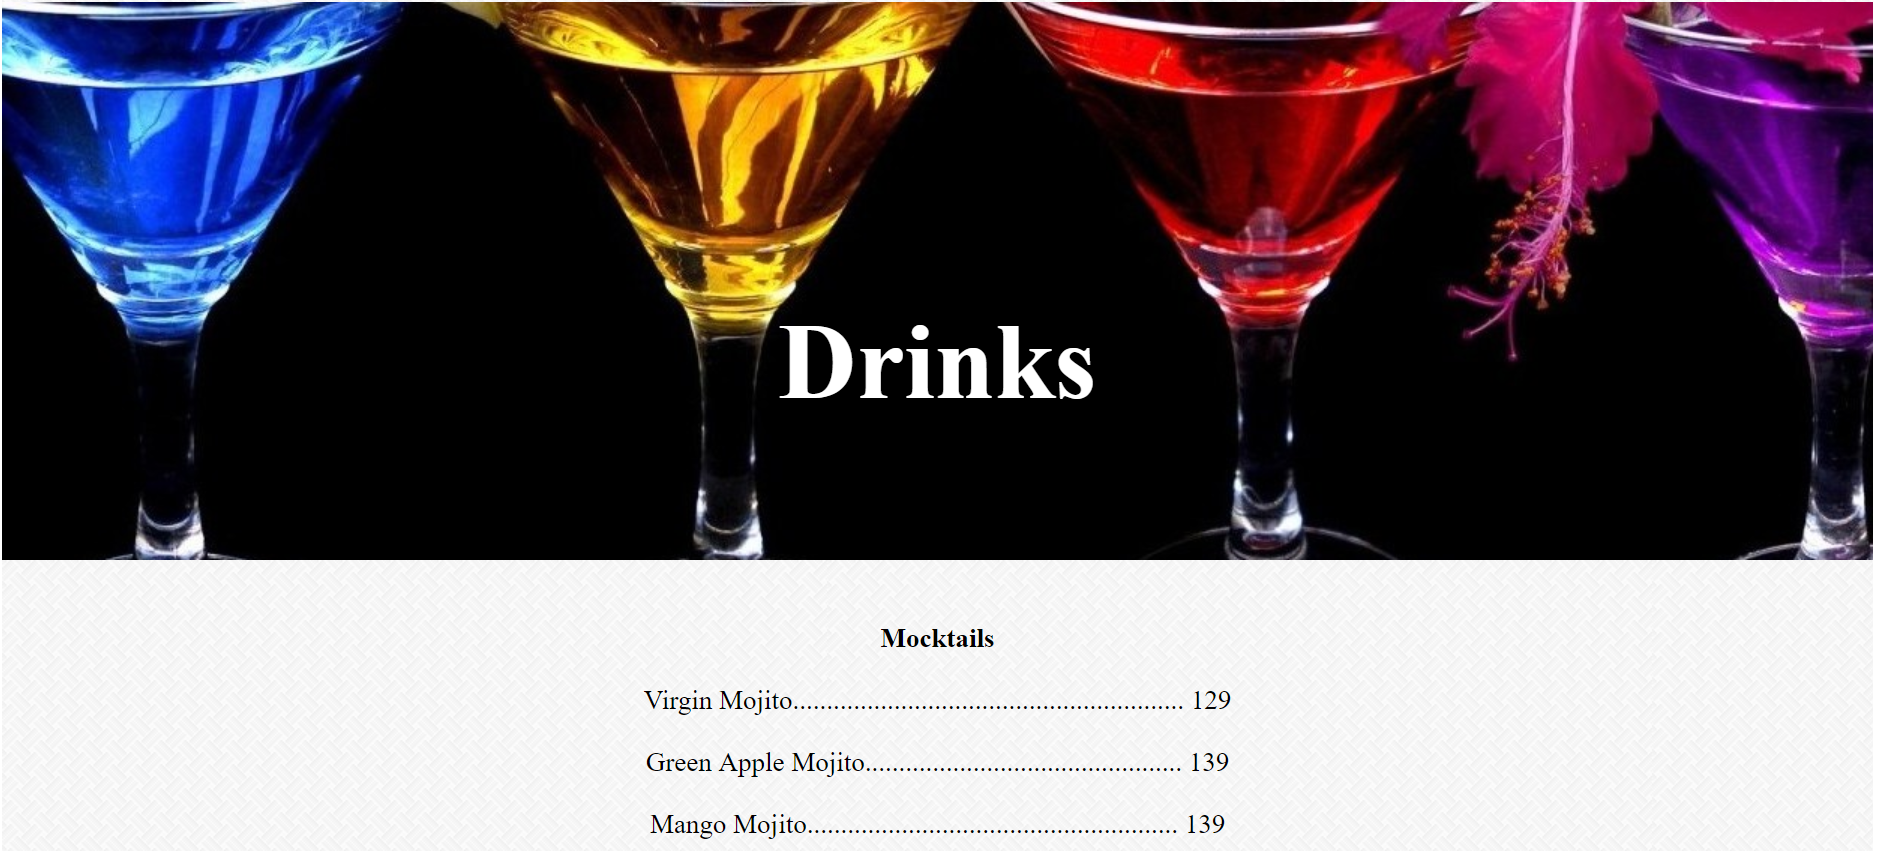 Drinks
Mocktails
Virgin Mojito.......................................................... 129
Green Apple Mojito............................................... 139
Mango Mojito....................................................... 139